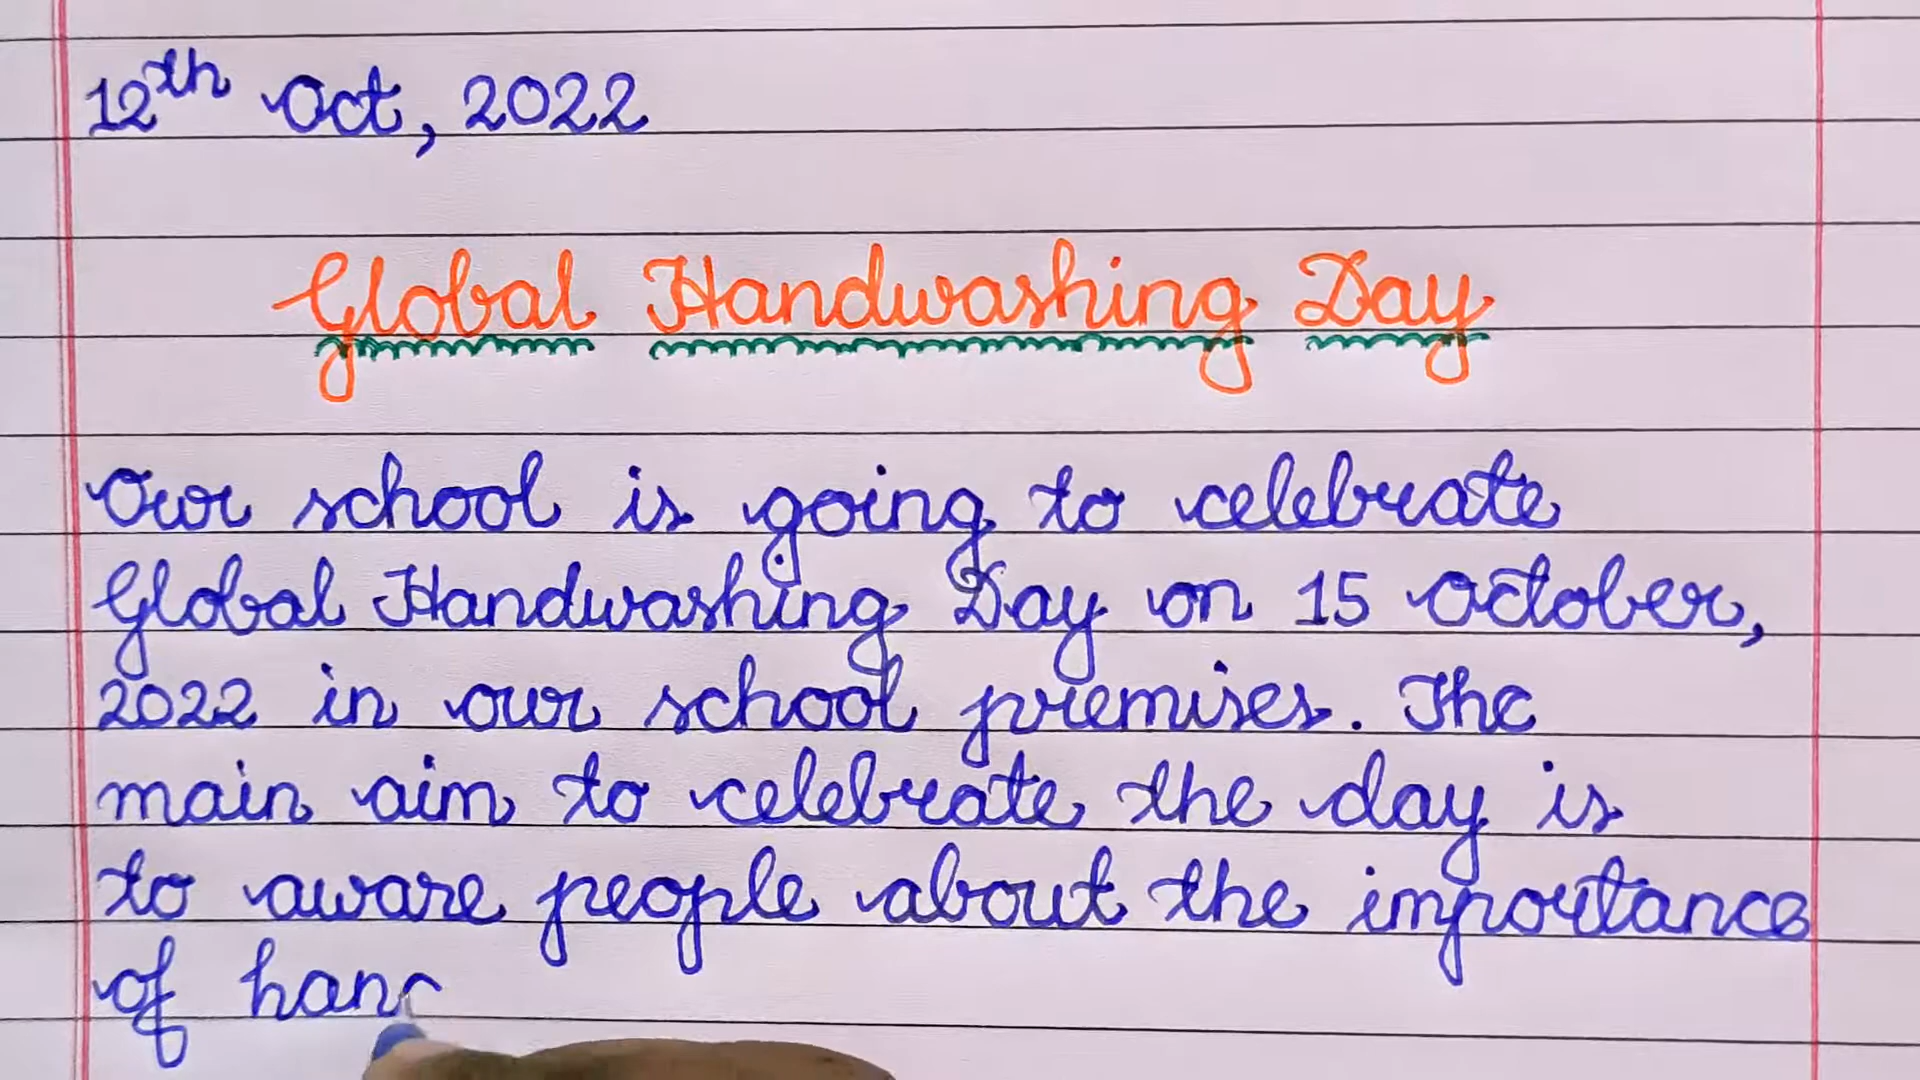 12th Oct, 2022
Global Handwashing Day
Our school is going to celebrate
Global Handwashing Day on 15 October,
2022 in our school premises. The
main aim to celebrate the day is
to aware people about the importance
of han